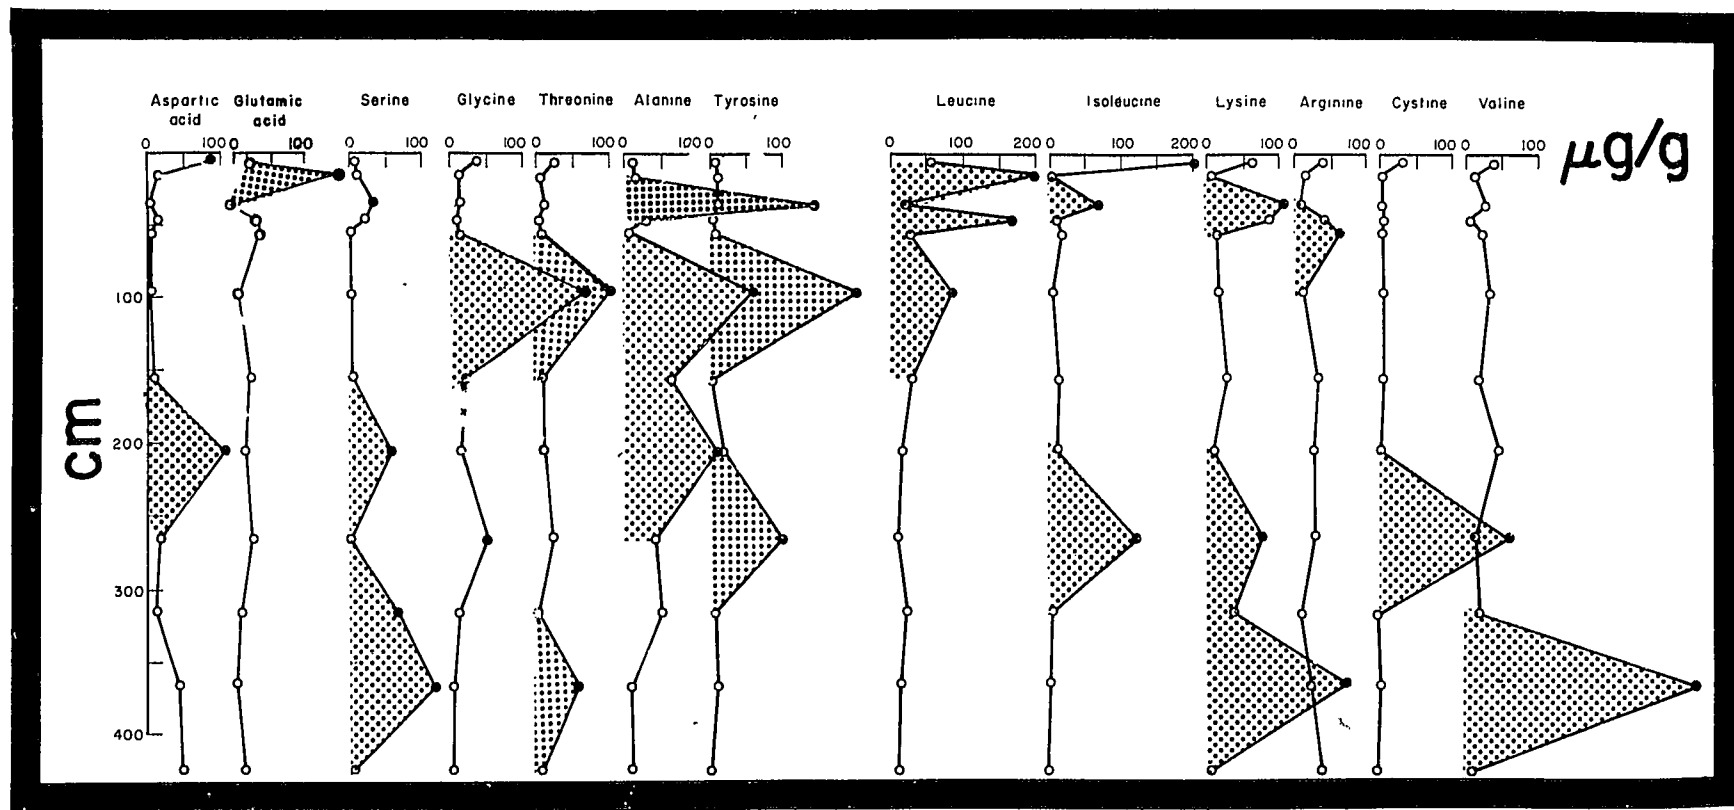 Aspartic acid Glutamic acid Serine Glycine Threonine Alanine Tyrosine Leucine Isoleucine Lysine Arginine Cystine Valine
0 100 0 100 0 100 0 100 0 100 0 100 0 100 0 100 200 0 100 200 0 100 0 100 0 100 0 100
µg/g
100
cm
200
300
400